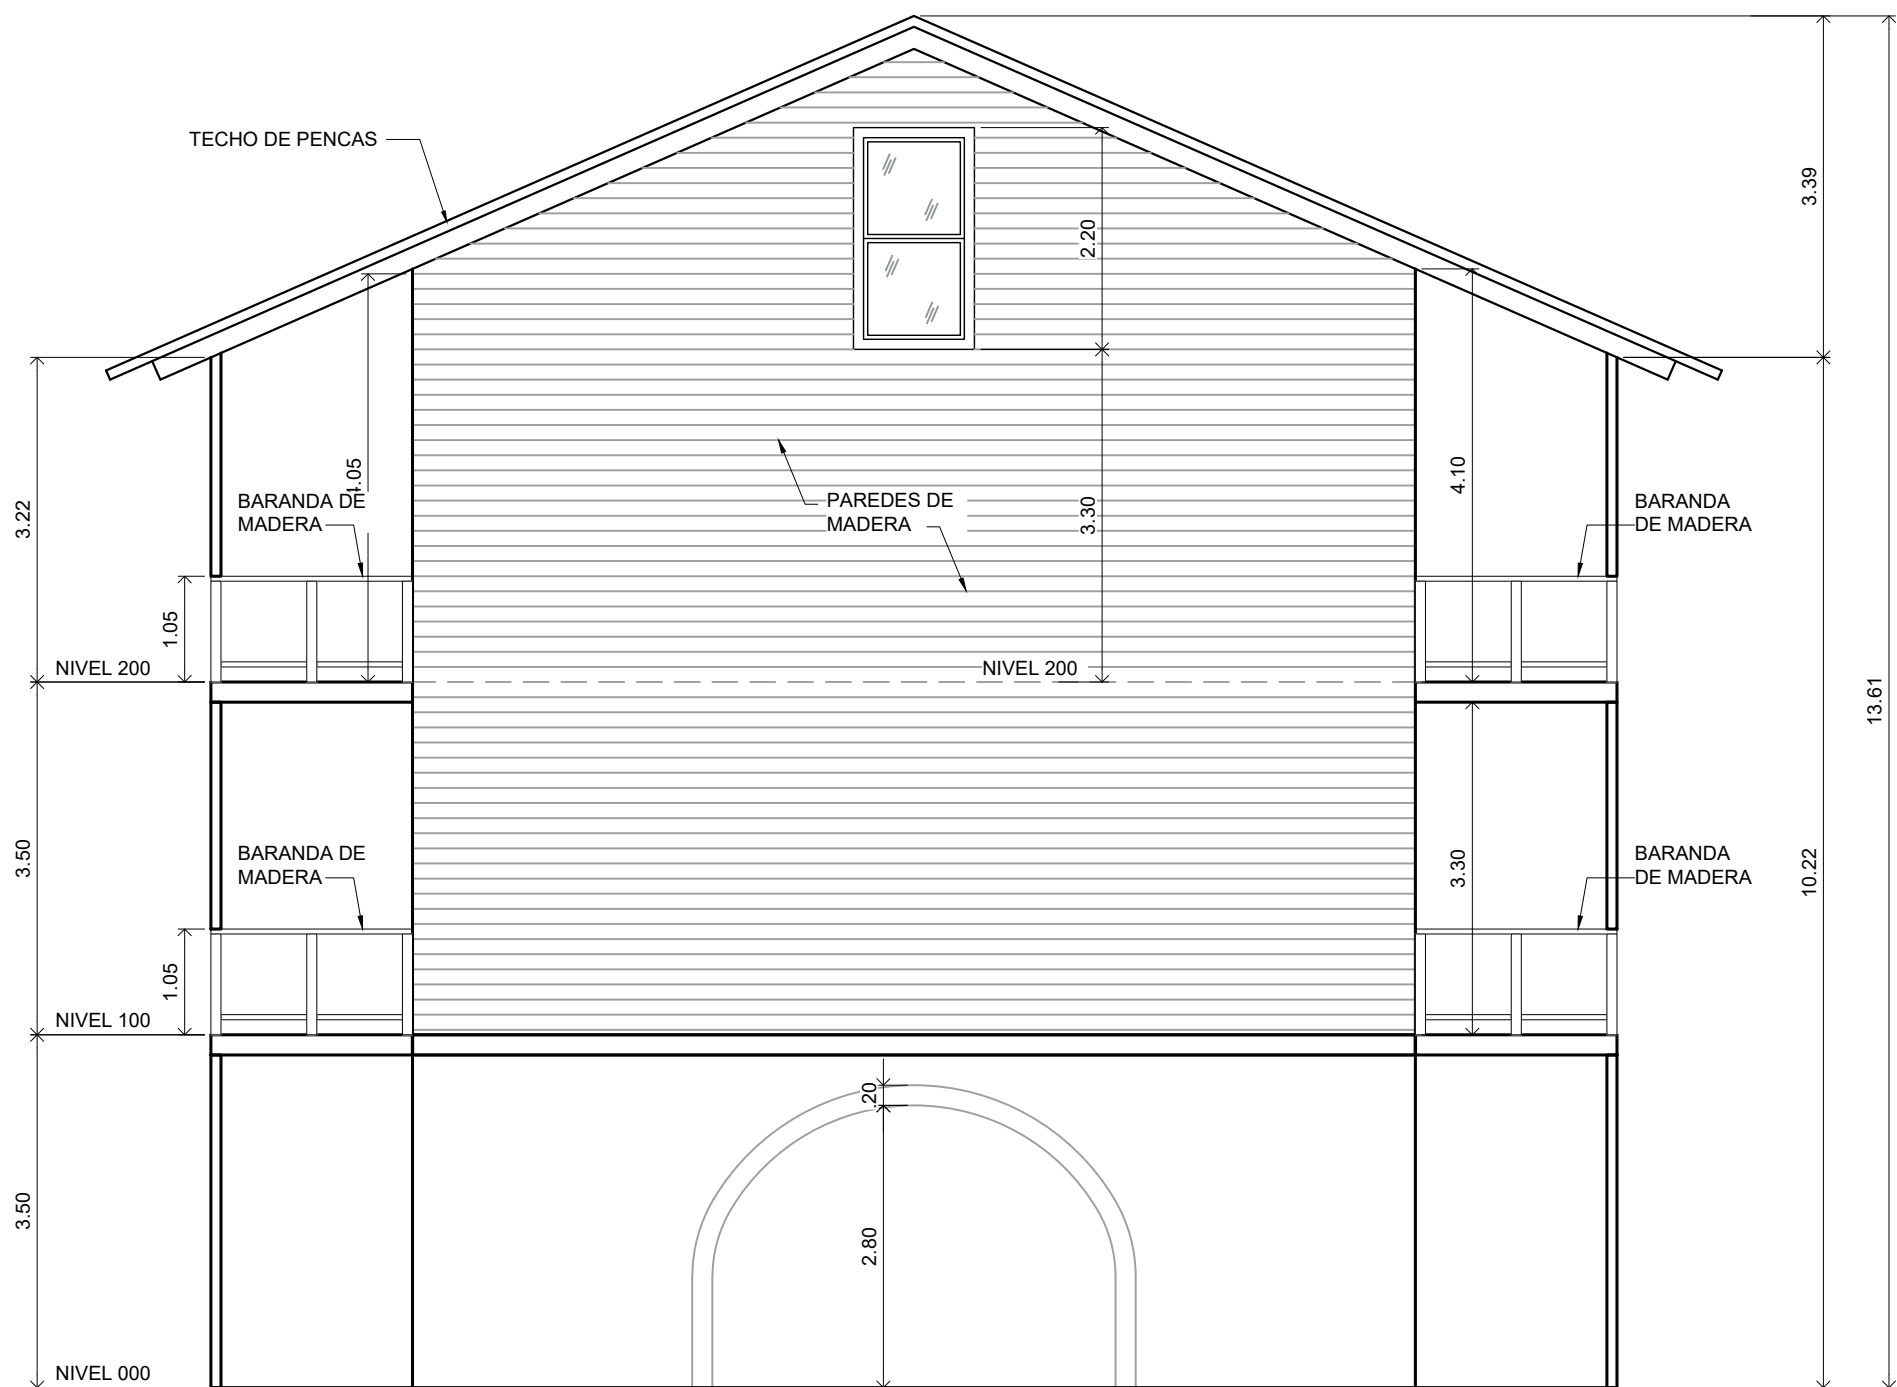 TECHO DE PENCAS
3.39
2.20
4.05
BARANDA DE
MADERA
PAREDES DE
MADERA
3.30
4.10
BARANDA
DE MADERA
3.22
1.05
NIVEL 200
NIVEL 200
13.61
3.50
BARANDA DE
MADERA
3.30
BARANDA
DE MADERA
10.22
1.05
NIVEL 100
.20
3.50
2.80
NIVEL 000